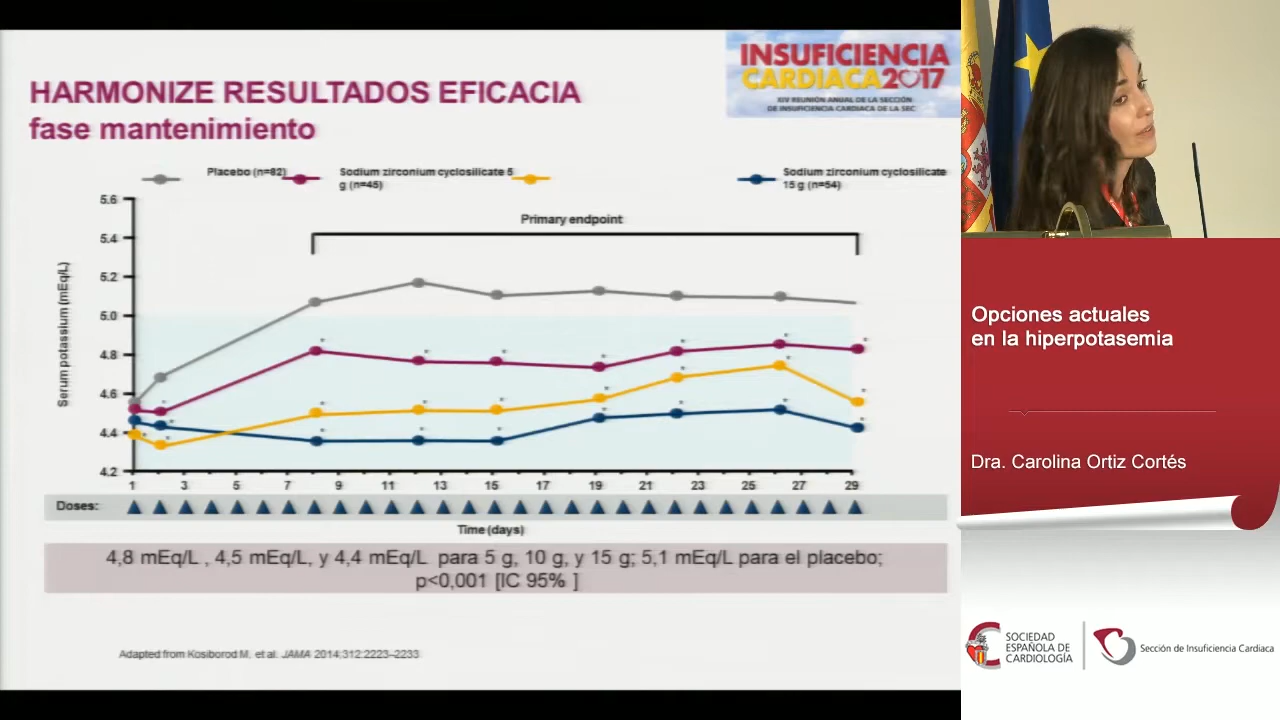 HARMONIZE RESULTADOS EFICACIA
fase mantenimiento
INSUFICIENCIA
CARDIACA2017
XIV REUNIÓN ANUAL DE LA SECCIÓN
DE INSUFICIENCIA CARDIACA DE LA SEC
Placebo (n=82)
Sodium zirconium cyclosilicate 5
g (n=45)
Sodium zirconium cyclosilicate
15 g (n=54)
Primary endpoint
Serum potassium (mEq/L)
5.6
5.4
5.2
5.0
4.8
4.6
4.4
4.2
1 3 5 7 9 11 13 15 17 19 21 23 25 27 29
Doses:
Time (days)
4,8 mEq/L , 4,5 mEq/L, y 4,4 mEq/L para 5 g, 10 g, y 15 g; 5,1 mEq/L para el placebo;
p<0,001 [IC 95% ]
Adapted from Kosiborod M, et al. JAMA 2014;312:2223–2233
Opciones actuales
en la hiperpotasemia
Dra. Carolina Ortiz Cortés
SOCIEDAD
ESPAÑOLA DE
CARDIOLOGÍA
Sección de Insuficiencia Cardiaca